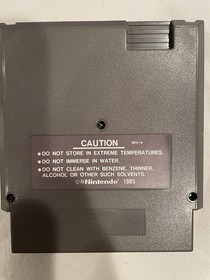 CAUTION REV-A
•DO NOT STORE IN EXTREME TEMPERATURES.
•DO NOT IMMERSE IN WATER.
•DO NOT CLEAN WITH BENZENE, THINNER,
ALCOHOL OR OTHER SUCH SOLVENTS.
©®Nintendo® 1985